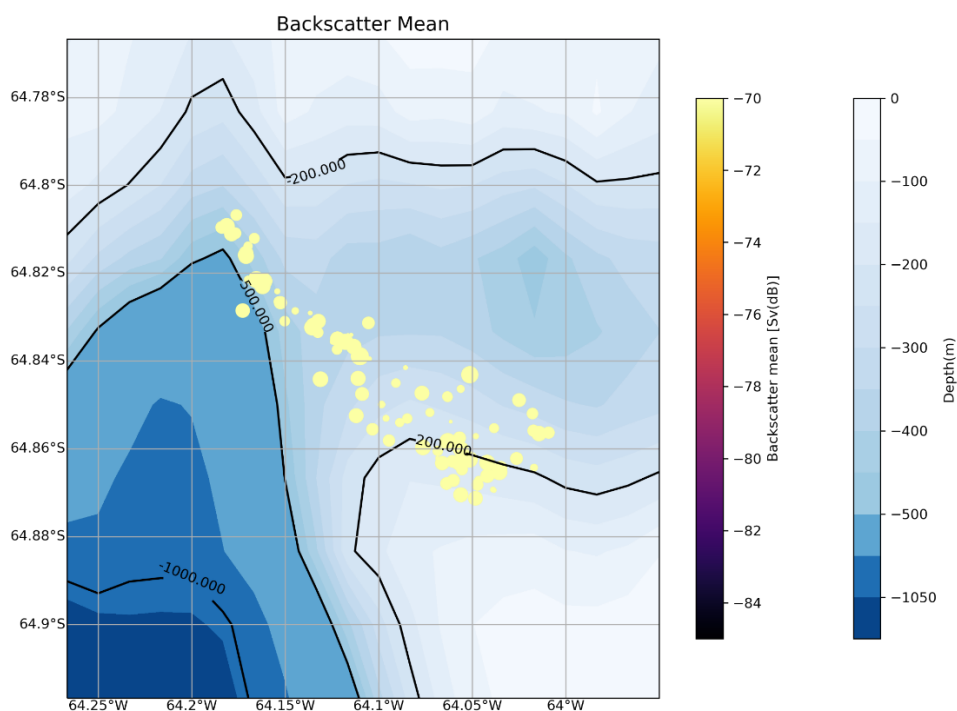 Backscatter Mean
64.78°S
64.8°S
64.82°S
64.84°S
64.86°S
64.88°S
64.9°S
64.25°W
64.2°W
64.15°W
64.1°W
64.05°W
64°W
-200.000
500.000
-200.000
-1000.000
−70
−72
−74
−76
−78
−80
−82
−84
Backscatter mean [Sv(dB)]
0
−100
−200
−300
−400
−500
−1050
Depth(m)